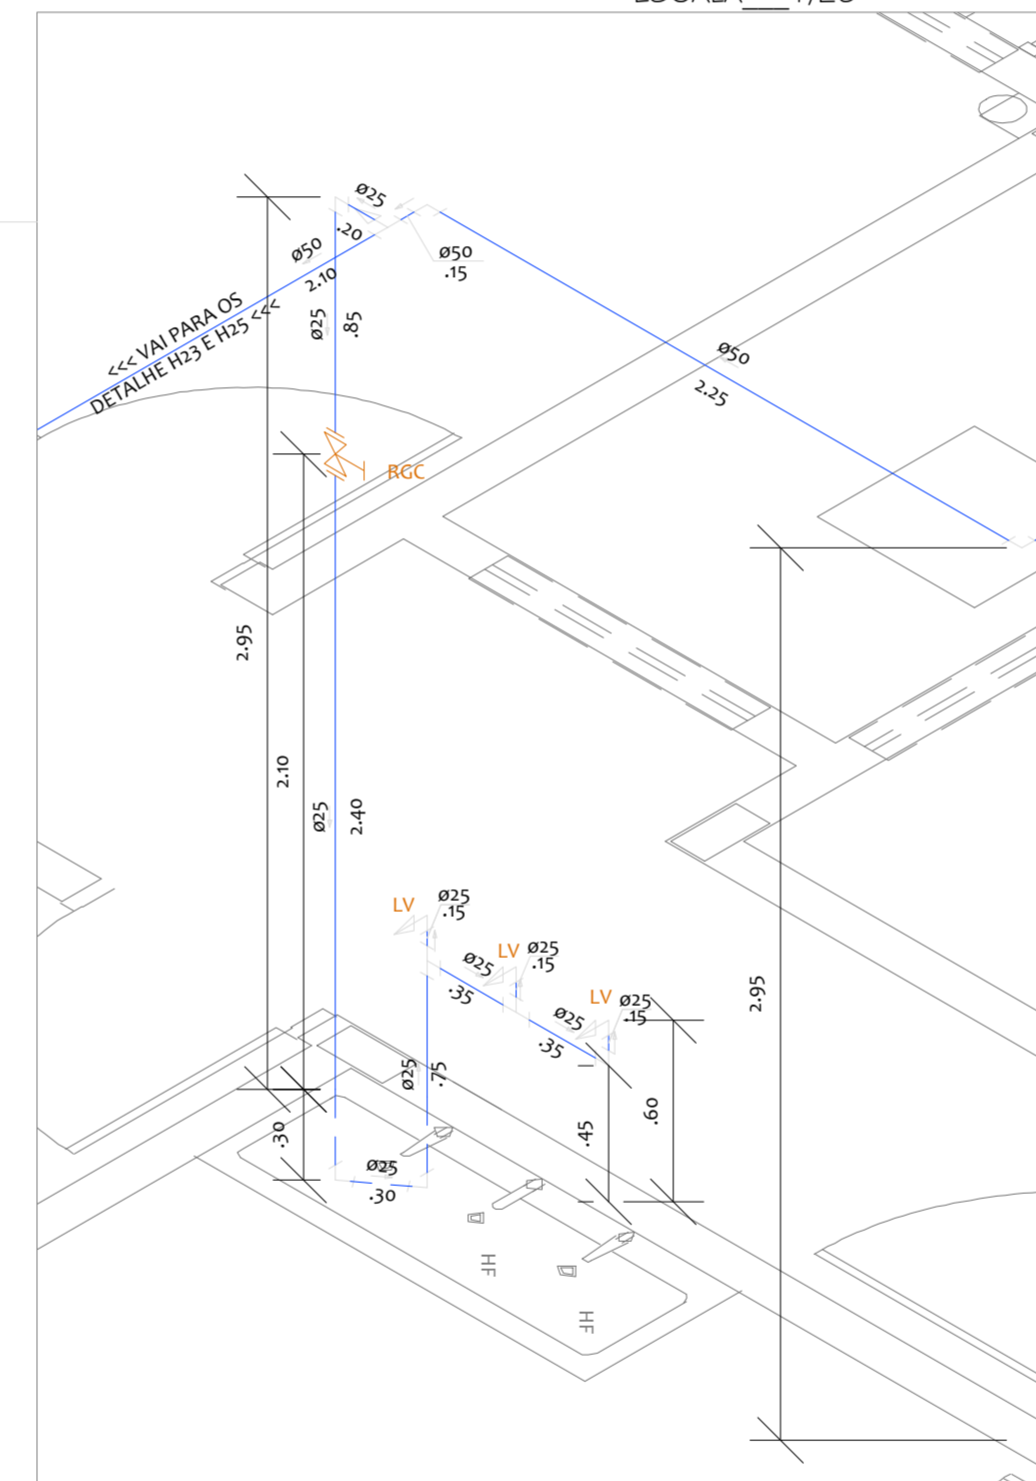 ø25
.20
ø50
2.10
ø50
.15
<<< VAI PARA OS
DETALHE H23 E H25 <<<
ø25
.85
ø50
2.25
RGC
2.95
2.10
ø25
2.40
LV
ø25
.15
LV
ø25
.15
ø25
.35
LV
ø25
.15
ø25
.35
2.95
ø25
.75
.60
.45
.30
ø25
.30
HF
HF